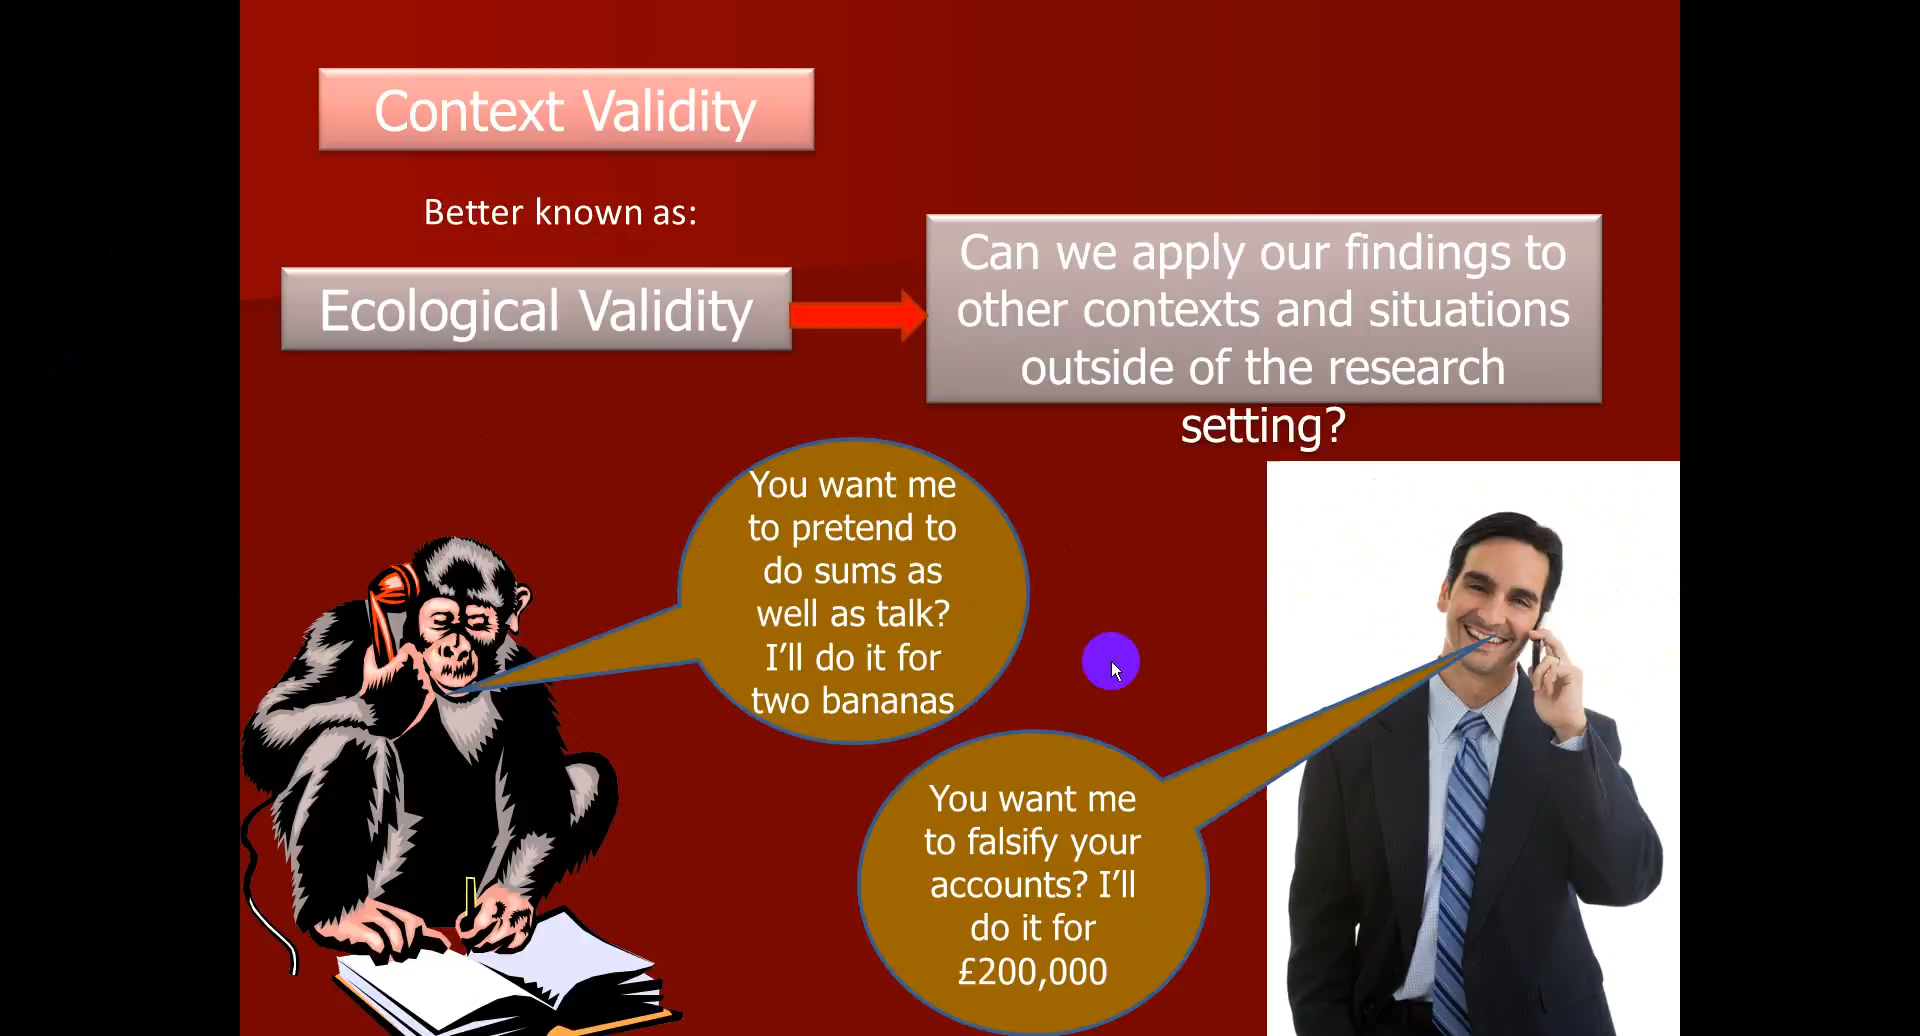 Context Validity
Better known as:
Ecological Validity
Can we apply our findings to
other contexts and situations
outside of the research
setting?
You want me
to pretend to
do sums as
well as talk?
I’ll do it for
two bananas
You want me
to falsify your
accounts? I’ll
do it for
£200,000